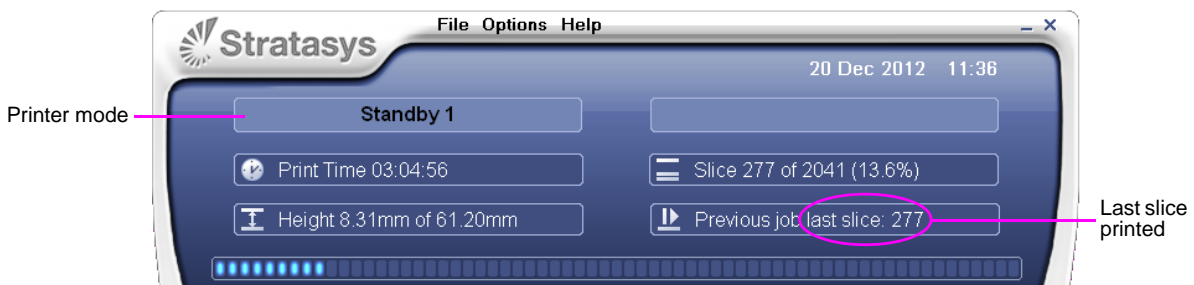 File Options Help
Stratasys
20 Dec 2012 11:36
Printer mode
Standby 1
Print Time 03:04:56
Slice 277 of 2041 (13.6%)
Height 8.31mm of 61.20mm
Previous job last slice: 277
Last slice
printed